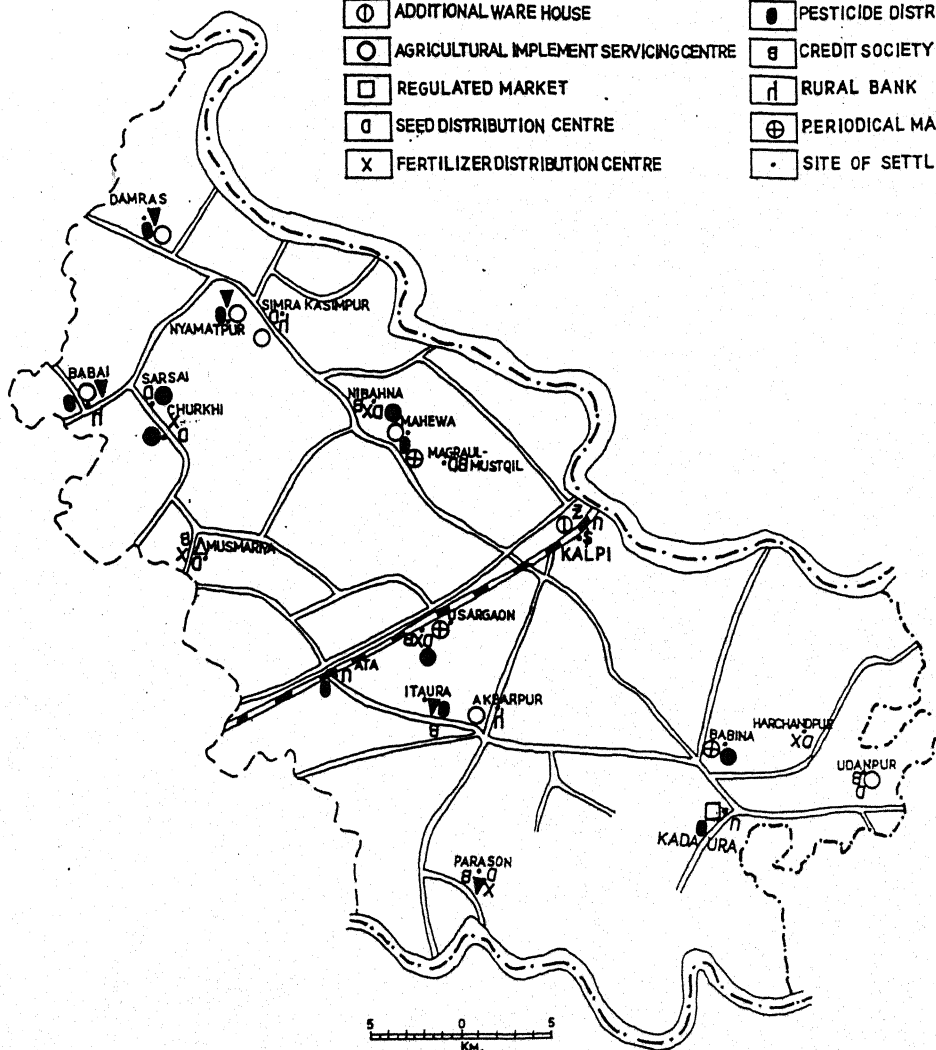 ADDITIONAL WARE HOUSE
AGRICULTURAL IMPLEMENT SERVICING CENTRE
REGULATED MARKET
SEED DISTRIBUTION CENTRE
X FERTILIZER DISTRIBUTION CENTRE
PESTICIDE DISTR
CREDIT SOCIETY
RURAL BANK
PERIODICAL MA
SITE OF SETTL
DAMRAS
SIMRA KASIMPUR
NYAMATPUR
BABAI
SARSAI
CHURKHI
X
NIBAHNA
X
MAHEWA
MAGRAUL-
MUSTQIL
Z
$
KALPI
MUSMARIYA
X
USARGAON
X
ATA
ITAURA
AKBARPUR
BABINA
HARCHANDPUR
X
UDANPUR
KADAURA
PARASON
X
5 0 5
KM.